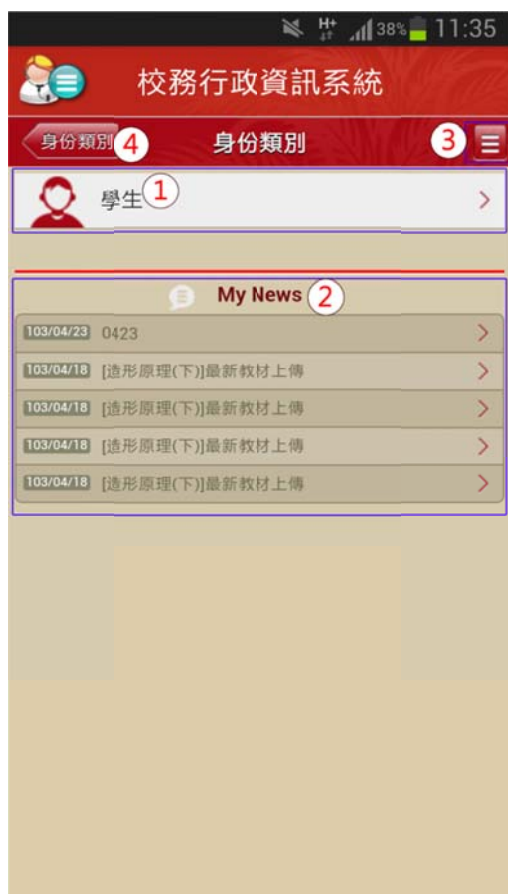 H+ 38% 11:35
校務行政資訊系統
身份類別 4 身份類別 3
學生 1
My News 2
103/04/23 0423
103/04/18 [造形原理(下)]最新教材上傳
103/04/18 [造形原理(下)]最新教材上傳
103/04/18 [造形原理(下)]最新教材上傳
103/04/18 [造形原理(下)]最新教材上傳